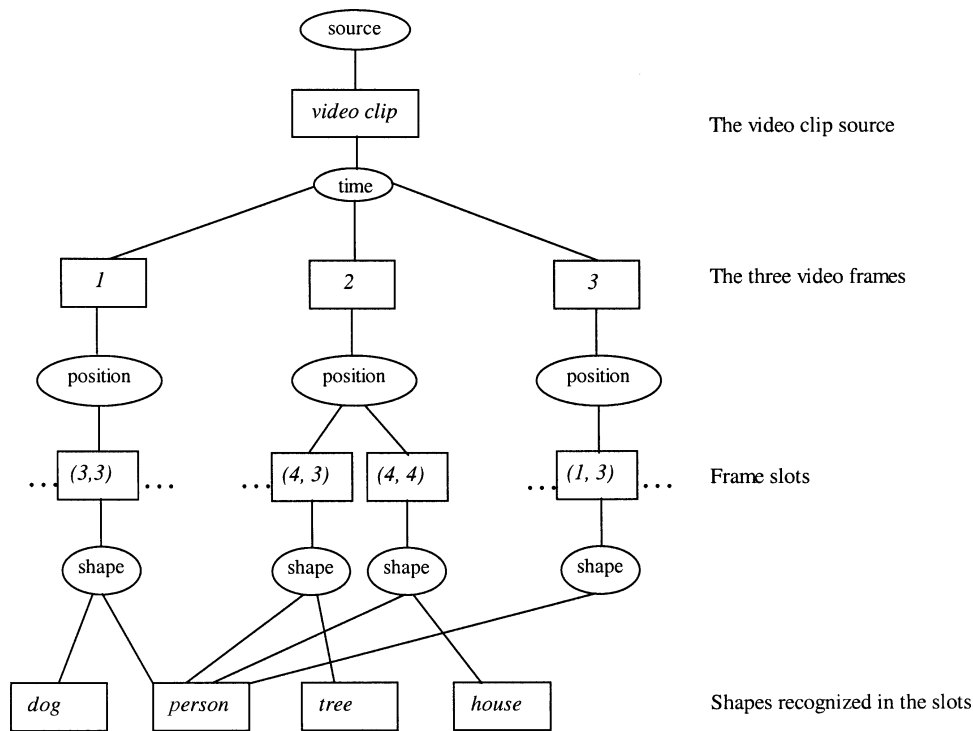 source
video clip
The video clip source
time
1
2
3
The three video frames
position
position
position
... (3,3) ...
... (4, 3)
(4, 4)
... (1, 3) ...
Frame slots
shape
shape
shape
shape
dog
person
tree
house
Shapes recognized in the slots